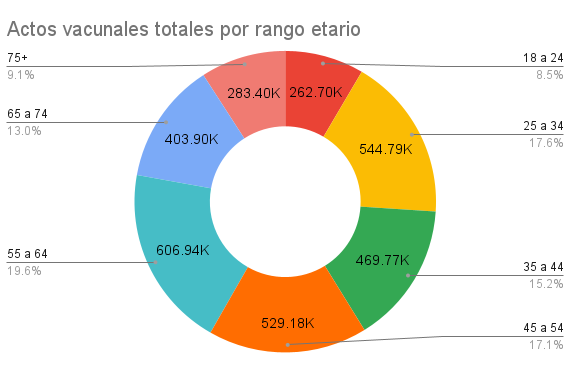 Actos vacunales totales por rango etario
75+
9.1%
18 a 24
8.5%
283.40K
262.70K
65 a 74
13.0%
403.90K
25 a 34
17.6%
544.79K
55 a 64
19.6%
606.94K
469.77K
35 a 44
15.2%
529.18K
45 a 54
17.1%